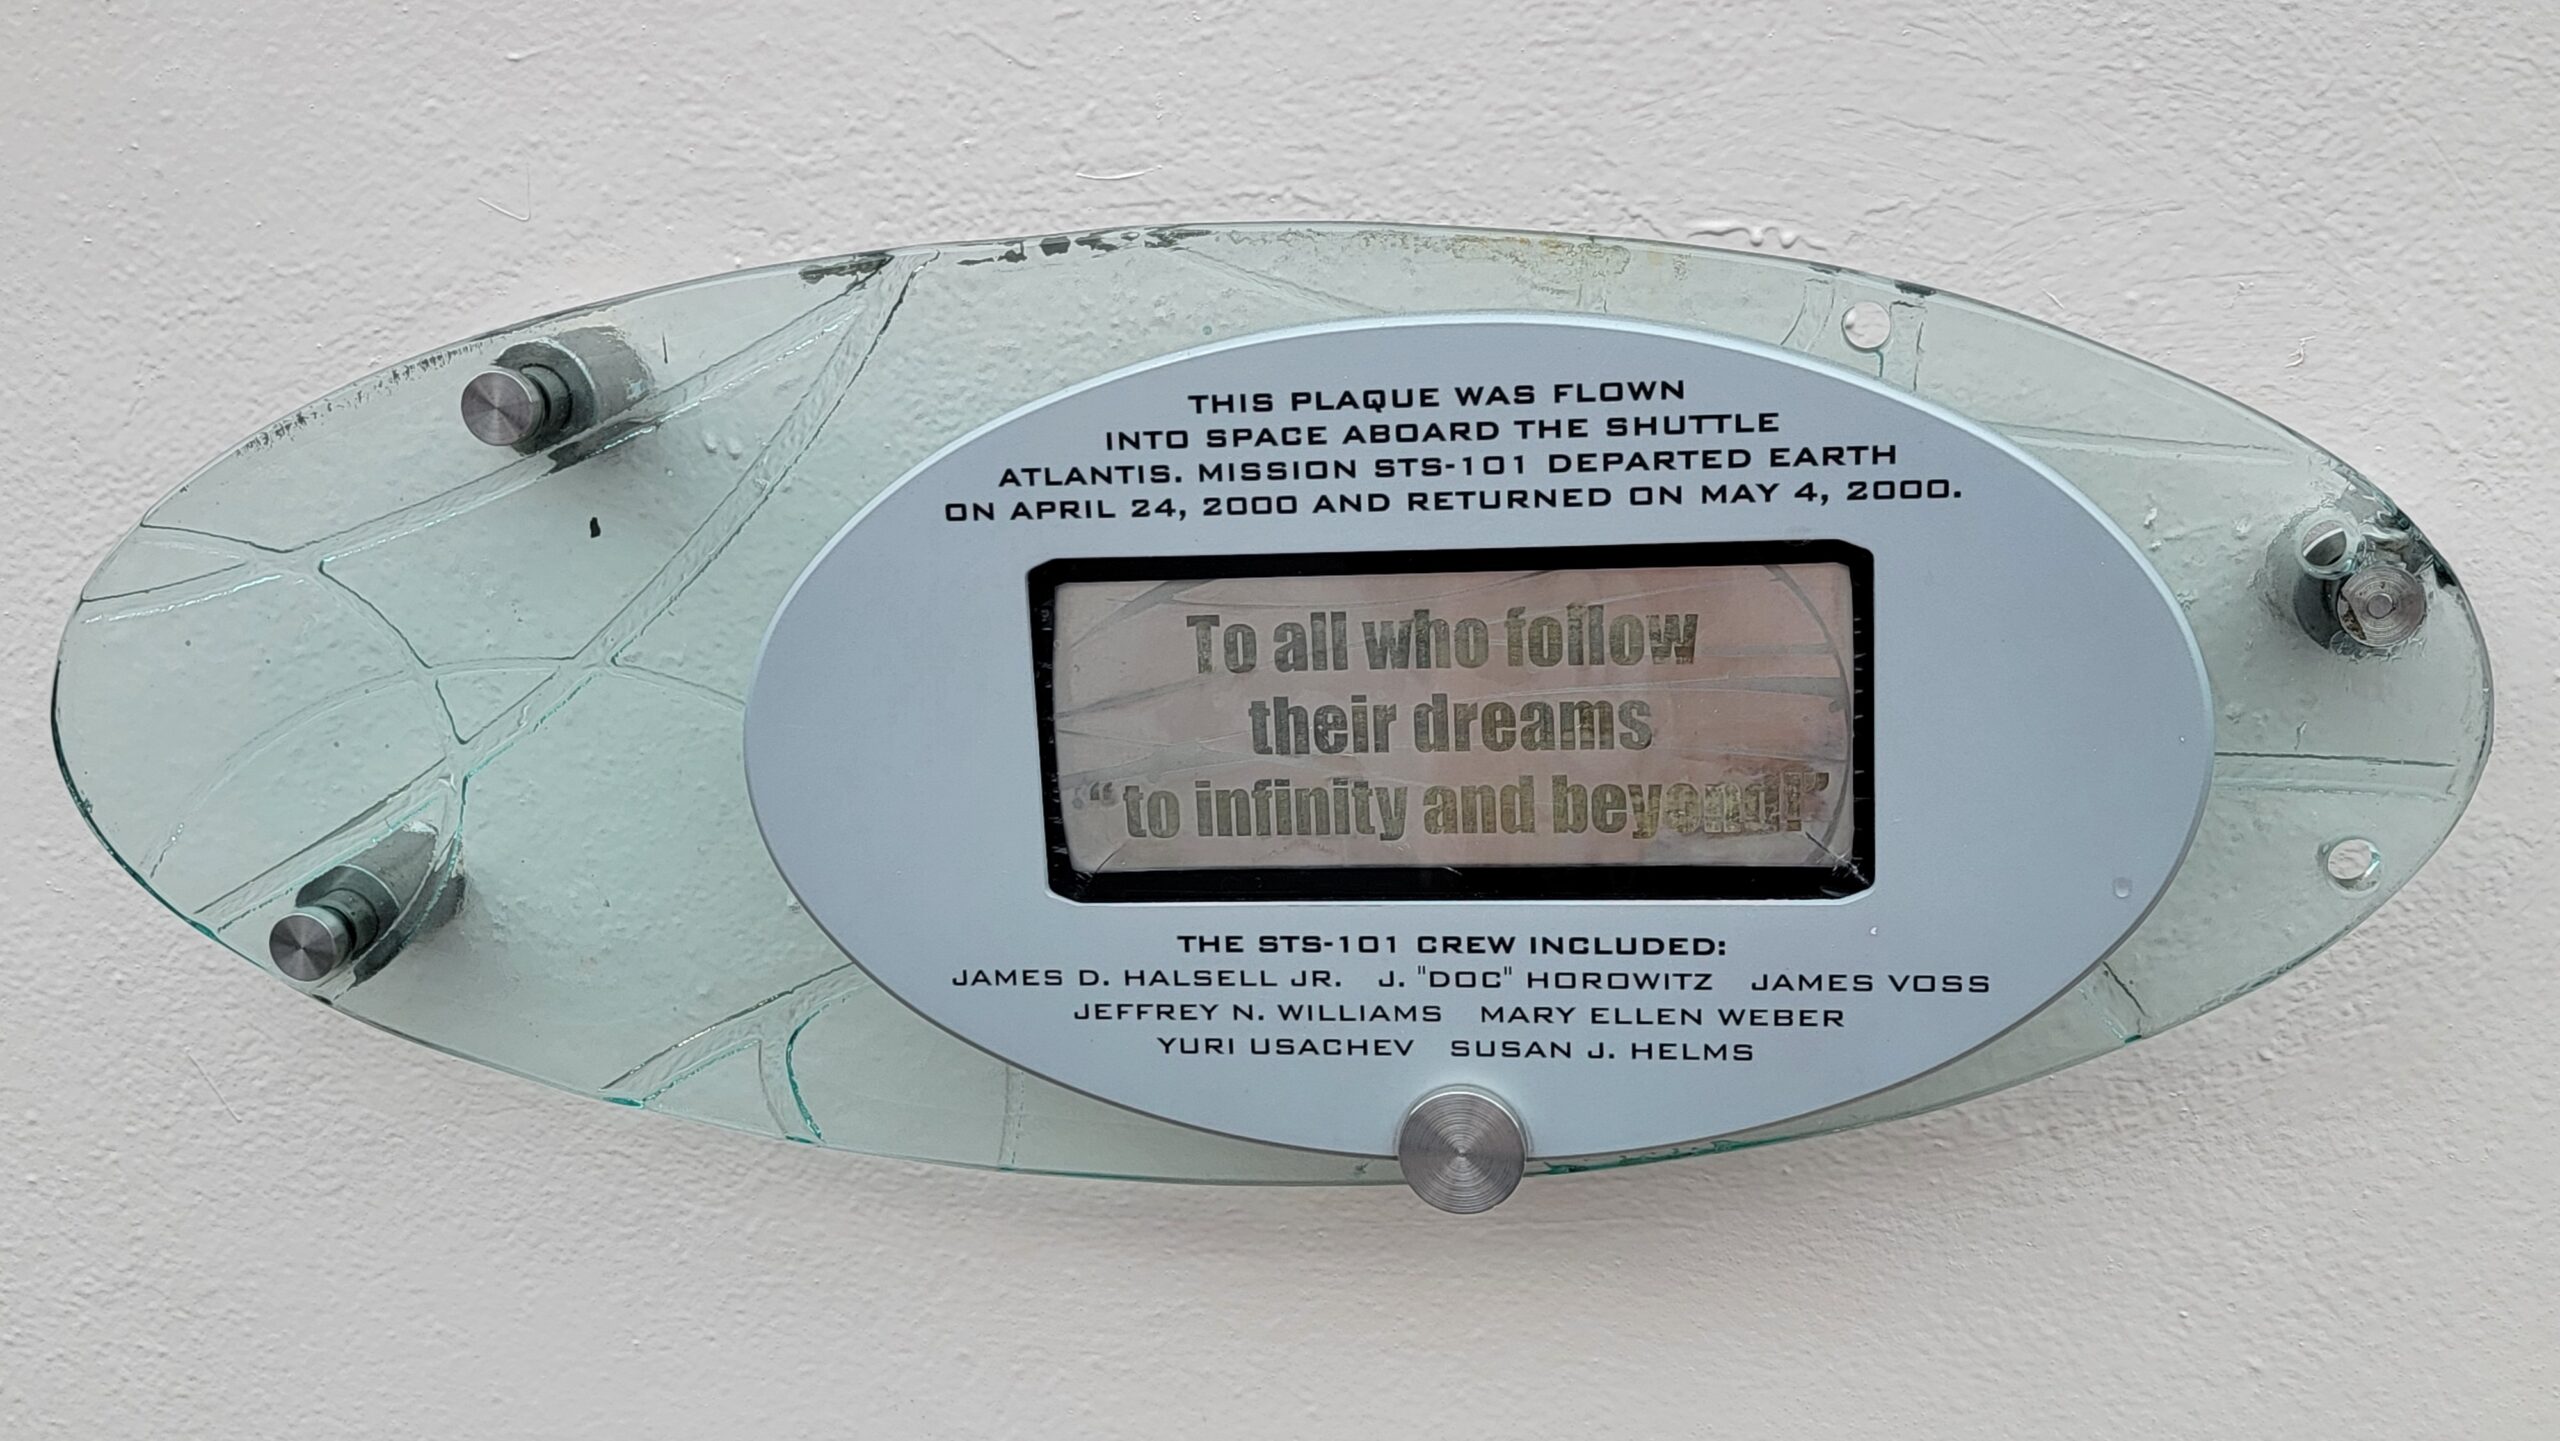 THIS PLAQUE WAS FLOWN
INTO SPACE ABOARD THE SHUTTLE
ATLANTIS. MISSION STS-101 DEPARTED EARTH
ON APRIL 24, 2000 AND RETURNED ON MAY 4, 2000.
To all who follow
their dreams
“to infinity and beyond!”
THE STS-101 CREW INCLUDED:
JAMES D. HALSELL JR. J. "DOC" HOROWITZ JAMES VOSS
JEFFREY N. WILLIAMS MARY ELLEN WEBER
YURI USACHEV SUSAN J. HELMS